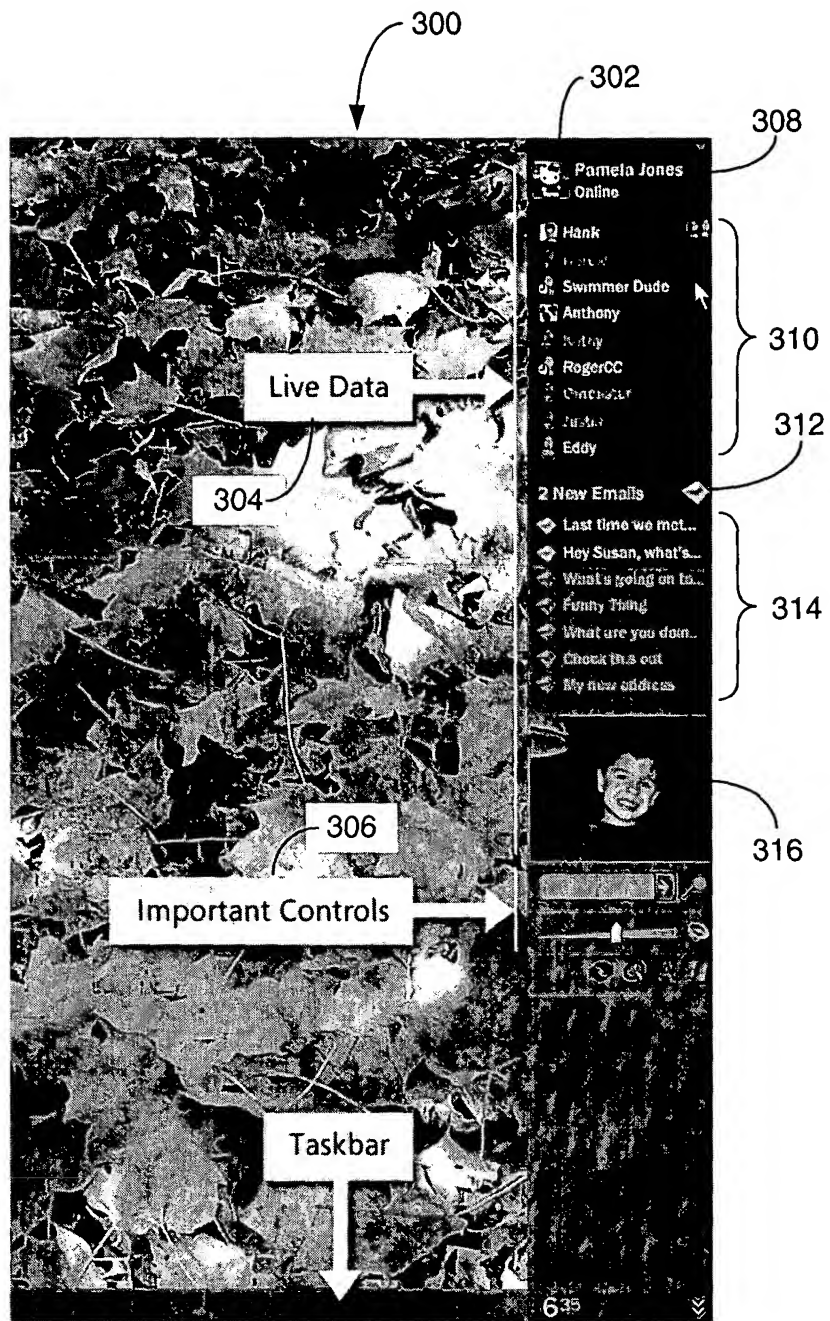 300
302
308
Pamela Jones
Online
Hank
Swimmer Dude
Anthony
310
RogerCC
Live Data
Justin
Eddy
312
2 New Emails
304
Last time we met...
Hey Susan, what's...
What's going on to...
Funny Thing
314
What are you doin..
Check this out
My new address
316
306
Important Controls
Taskbar
635